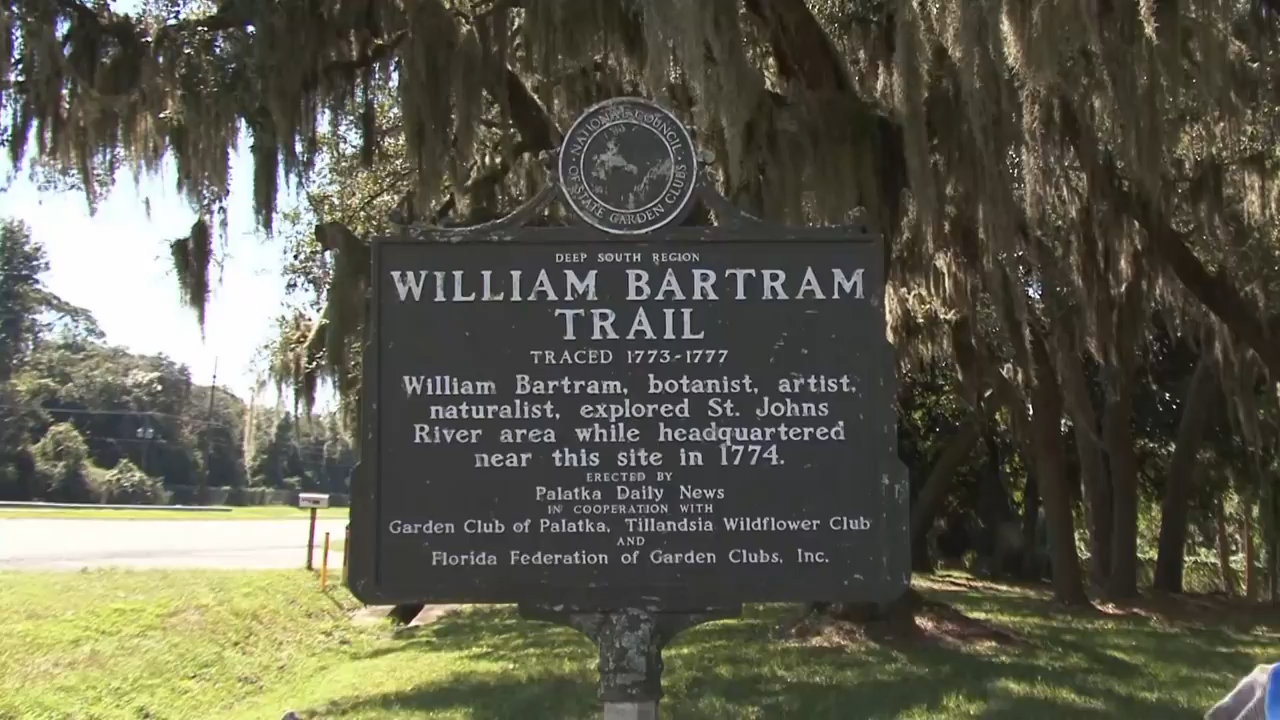 NATIONAL COUNCIL
OF STATE GARDEN CLUBS
DEEP SOUTH REGION
WILLIAM BARTRAM
TRAIL
TRACED 1773-1777
William Bartram, botanist, artist,
naturalist, explored St. Johns
River area while headquartered
near this site in 1774.
ERECTED BY
Palatka Daily News
IN COOPERATION WITH
Garden Club of Palatka, Tillandsia Wildflower Club
AND
Florida Federation of Garden Clubs, Inc.